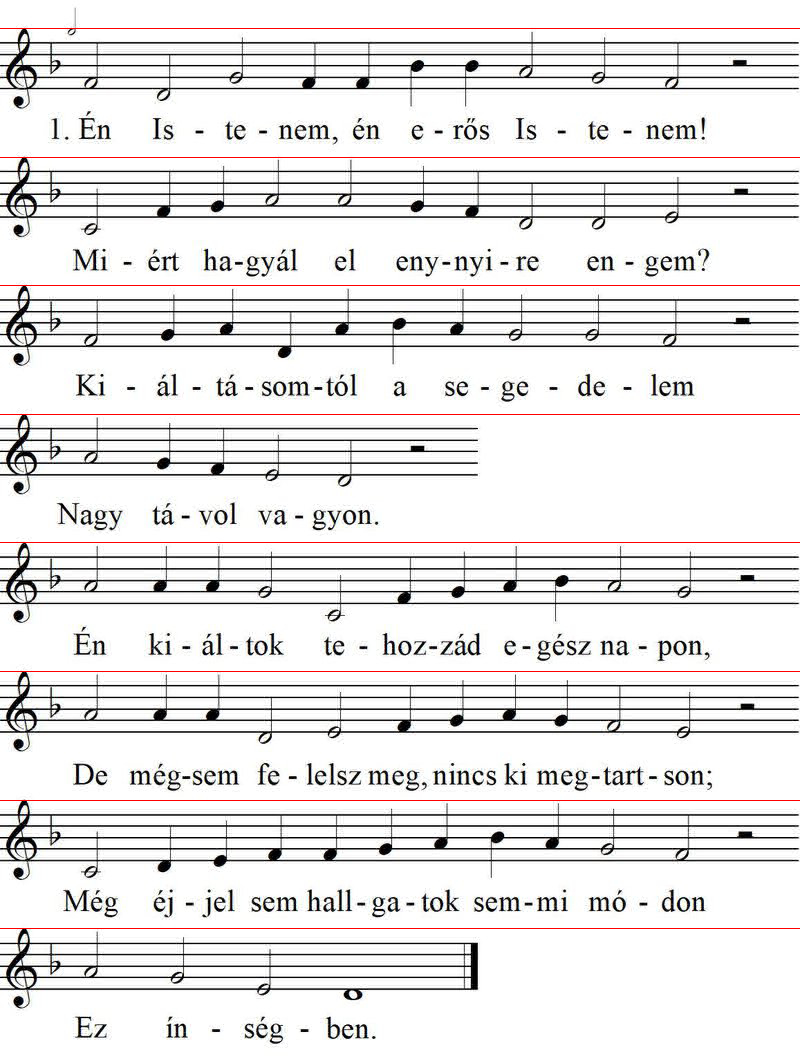 1. Én Is - te - nem, én e - rős Is - te - nem!
Mi - ért ha-gyál el eny-nyi - re en - gem?
Ki - ál - tá - som-tól a se - ge - de - lem
Nagy tá - vol va - gyon.
Én ki - ál - tok te - hoz-zád e - gész na - pon,
De még-sem fe - lelsz meg, nincs ki meg-tart - son;
Még éj - jel sem hall - ga - tok sem-mi mó - don
Ez ín - ség - ben.